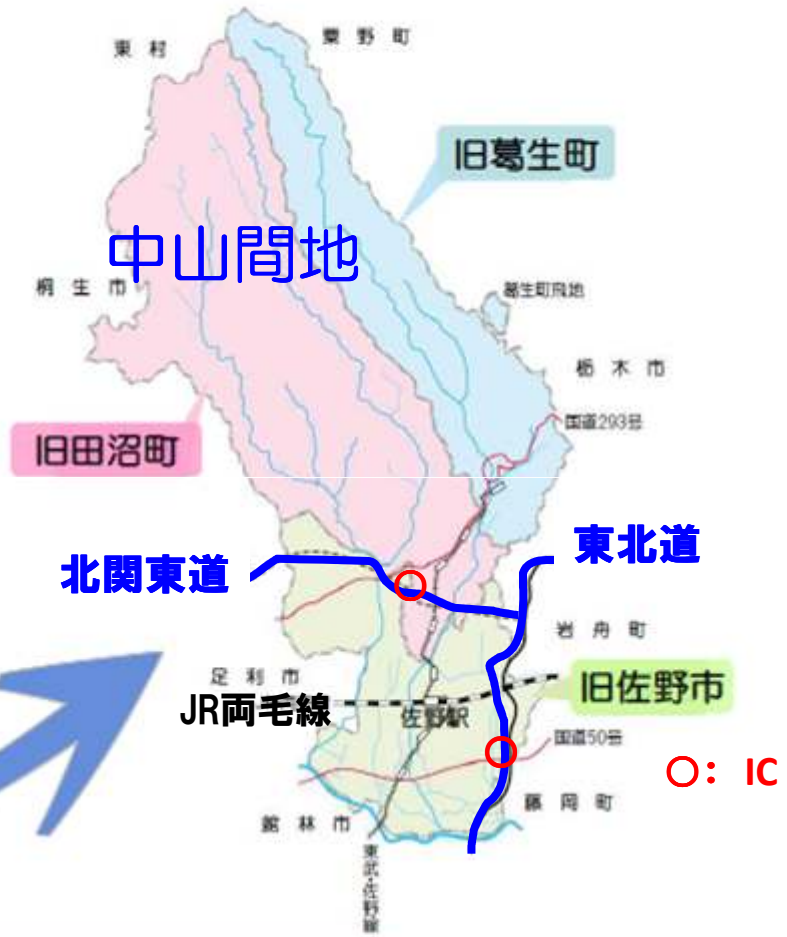 東村
粟野町
旧葛生町
中山間地
桐生市
葛生町飛地
栃木市
国道293号
旧田沼町
東北道
北関東道
岩舟町
足利市
旧佐野市
JR両毛線
佐野駅
国道50号
○：IC
藤岡町
館林市
東武・佐野線